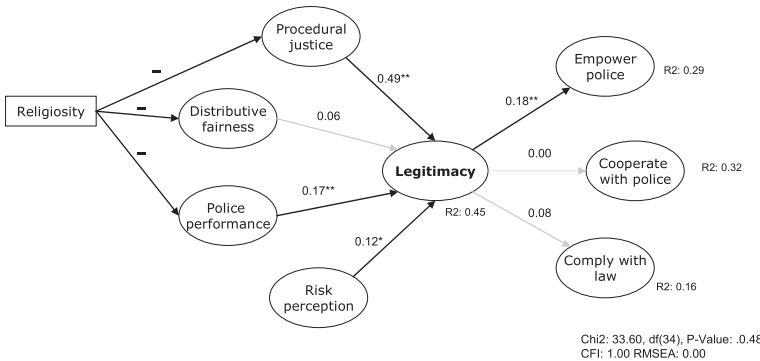 Procedural
justice
Empower
police
R2: 0.29
–
0.49**
0.18**
Religiosity
–
Distributive
fairness
0.06
–
Legitimacy
0.00
Cooperate
with police
R2: 0.32
Police
performance
0.17**
R2: 0.45
0.08
0.12*
Comply with
law
R2: 0.16
Risk
perception
Chi2: 33.60, df(34), P-Value: .0.48
CFI: 1.00 RMSEA: 0.00